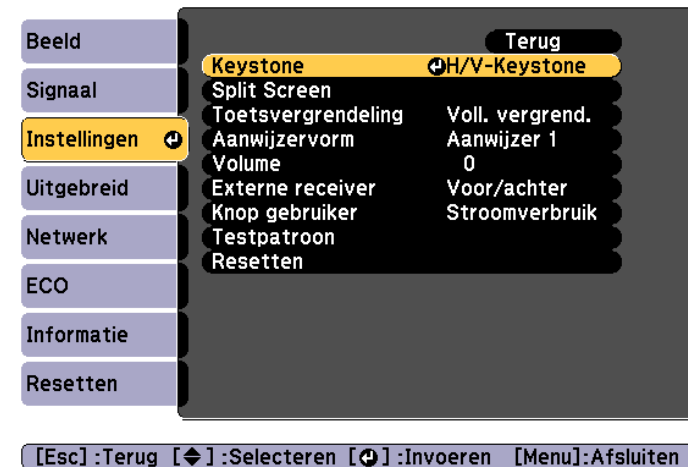 Beeld
Signaal
Instellingen
Uitgebreid
Netwerk
ECO
Informatie
Resetten
Terug
Keystone H/V-Keystone
Split Screen
Toetsvergrendeling Voll. vergrend.
Aanwijzervorm Aanwijzer 1
Volume 0
Externe receiver Voor/achter
Knop gebruiker Stroomverbruik
Testpatroon
Resetten
[Esc] :Terug [◆] :Selecteren [⏎] :Invoeren [Menu]:Afsluiten